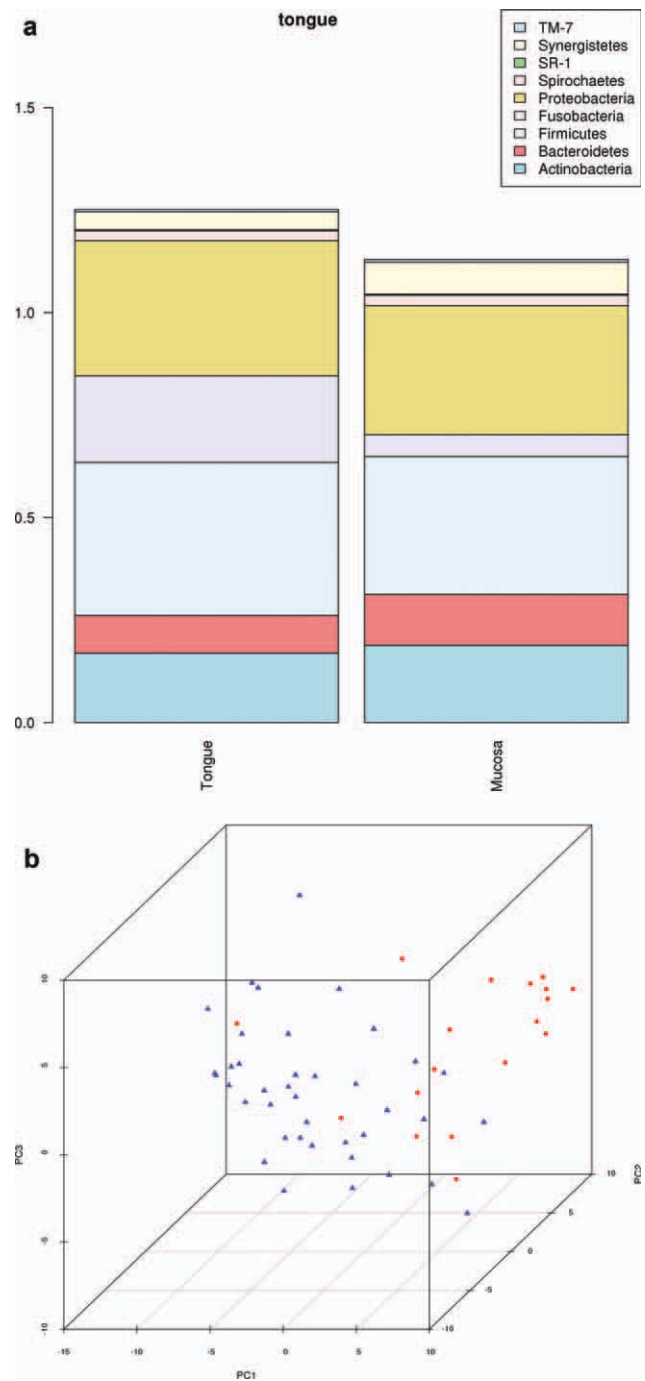 a
tongue
TM-7
Synergistetes
SR-1
Spirochaetes
Proteobacteria
Fusobacteria
Firmicutes
Bacteroidetes
Actinobacteria
1.5
1.0
0.5
0.0
Tongue
Mucosa
b
10
5
0
-5
-10
PC3
-15
-10
-5
0
5
10
PC1
10
5
0
-5
-10
PC2